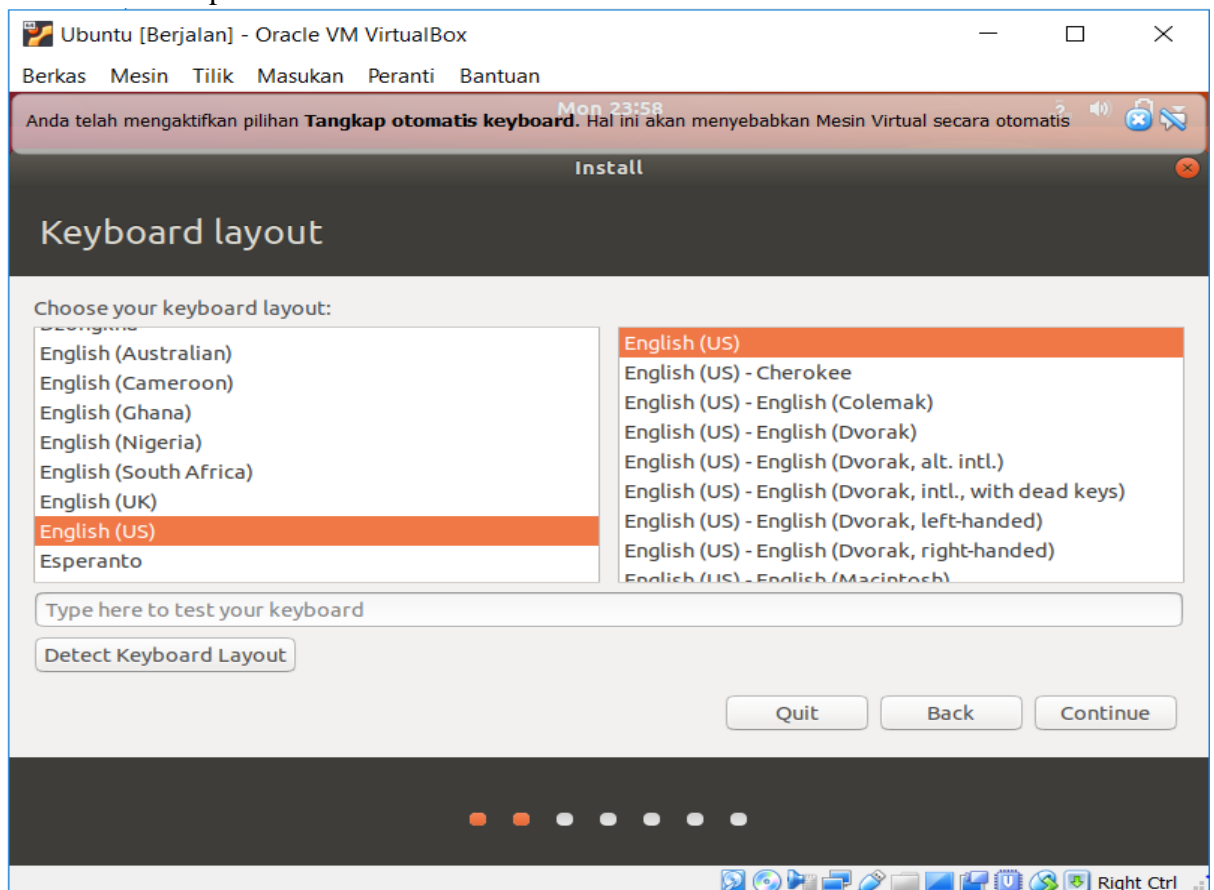 Ubuntu [Berjalan] - Oracle VM VirtualBox
Berkas Mesin Tilik Masukan Peranti Bantuan
Mon 23:58
Anda telah mengaktifkan pilihan Tangkap otomatis keyboard. Hal ini akan menyebabkan Mesin Virtual secara otomatis
Install
Keyboard layout
Choose your keyboard layout:
Dzongkha
English (Australian)
English (Cameroon)
English (Ghana)
English (Nigeria)
English (South Africa)
English (UK)
English (US)
Esperanto
English (US)
English (US) - Cherokee
English (US) - English (Colemak)
English (US) - English (Dvorak)
English (US) - English (Dvorak, alt. intl.)
English (US) - English (Dvorak, intl., with dead keys)
English (US) - English (Dvorak, left-handed)
English (US) - English (Dvorak, right-handed)
English (US) - English (Macintosh)
Type here to test your keyboard
Detect Keyboard Layout
Quit Back Continue
Right Ctrl